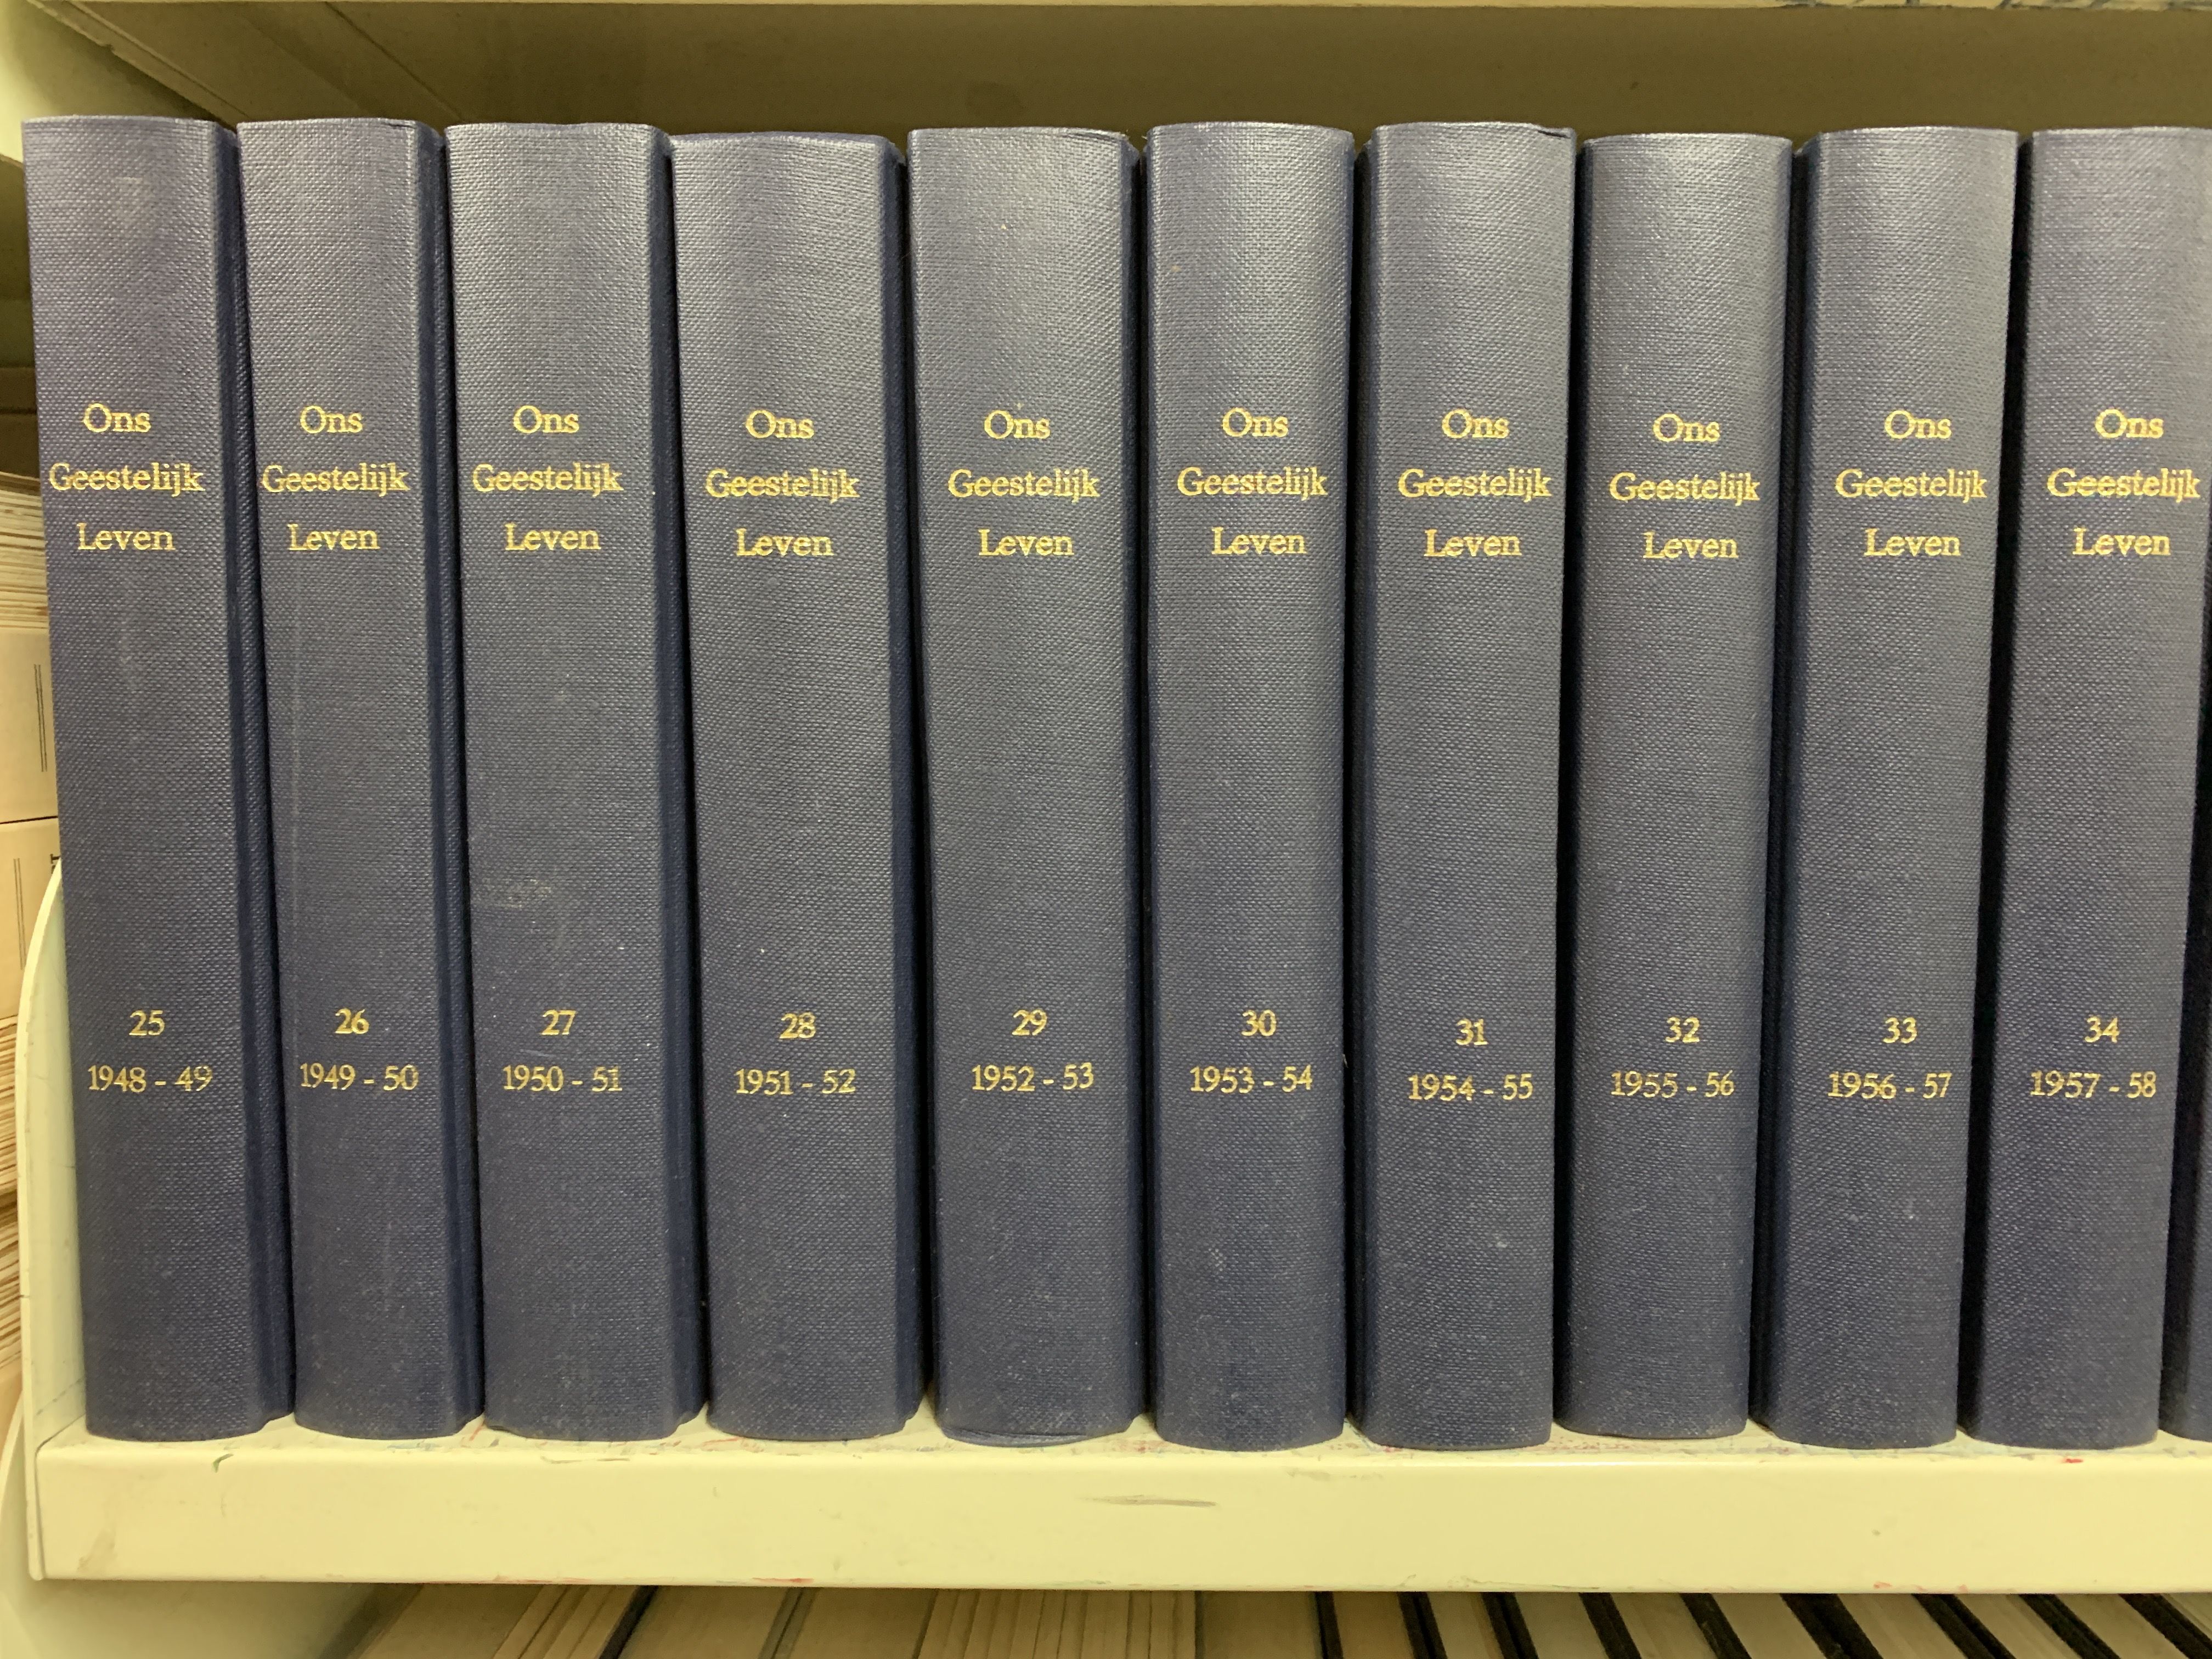 Ons
Geestelijk
Leven
25
1948 - 49
Ons
Geestelijk
Leven
26
1949 - 50
Ons
Geestelijk
Leven
27
1950 - 51
Ons
Geestelijk
Leven
28
1951 - 52
Ons
Geestelijk
Leven
29
1952 - 53
Ons
Geestelijk
Leven
30
1953 - 54
Ons
Geestelijk
Leven
31
1954 - 55
Ons
Geestelijk
Leven
32
1955 - 56
Ons
Geestelijk
Leven
33
1956 - 57
Ons
Geestelijk
Leven
34
1957 - 58